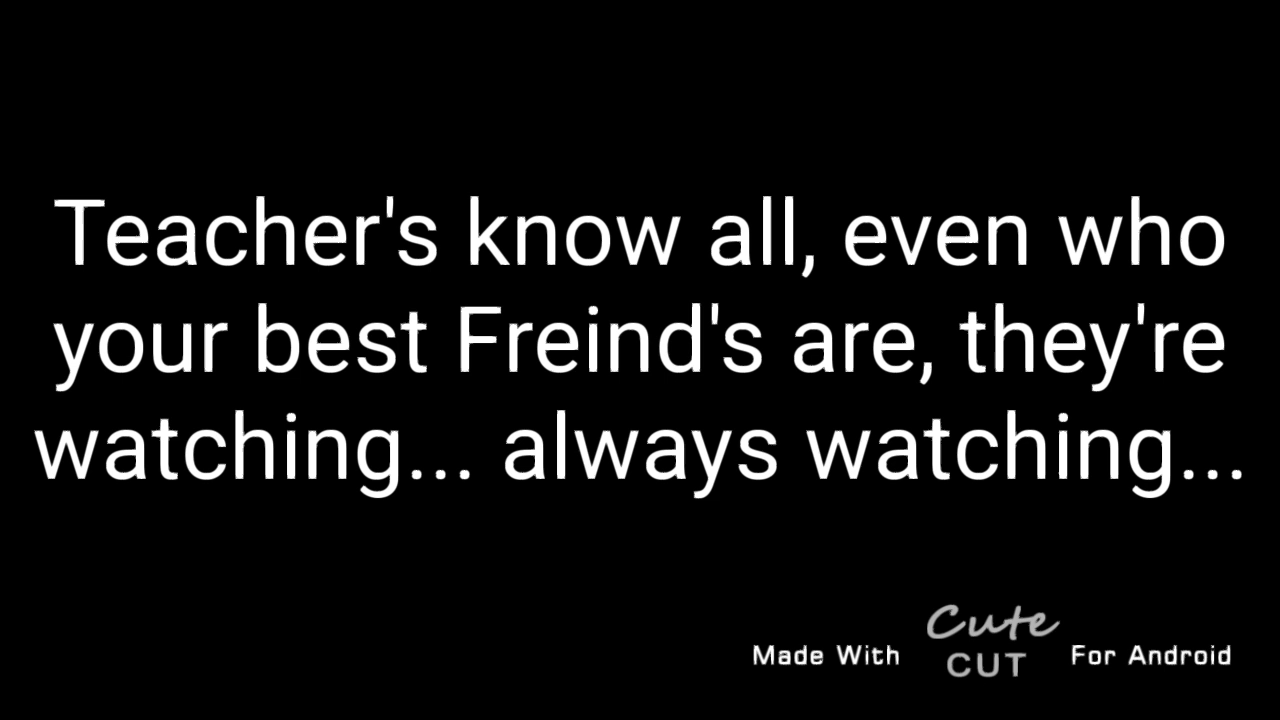 Teacher's know all, even who
your best Freind's are, they're
watching... always watching...
Made With Cute CUT For Android